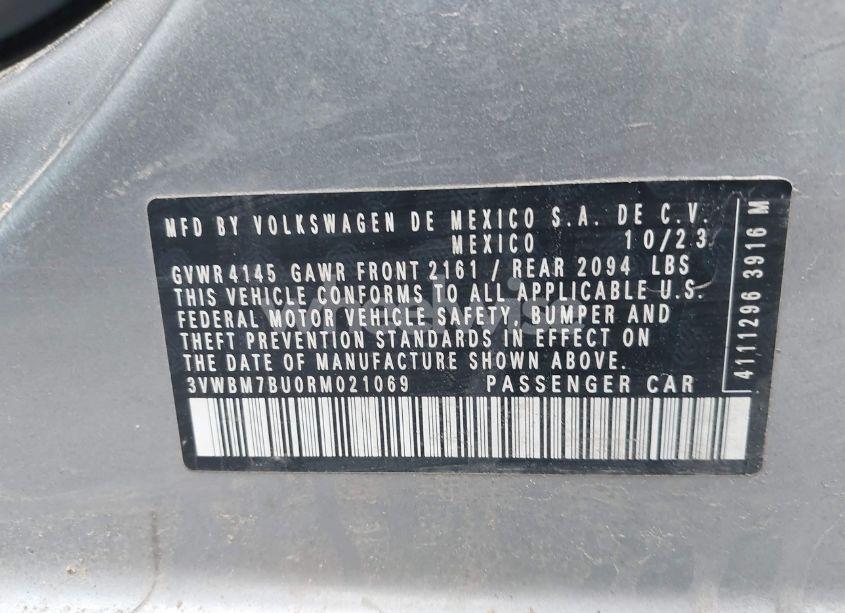 MFD BY VOLKSWAGEN DE MEXICO S.A. DE C.V.
MEXICO 10/23
GVWR 4145 GAWR FRONT 2161 / REAR 2094 LBS
THIS VEHICLE CONFORMS TO ALL APPLICABLE U.S.
FEDERAL MOTOR VEHICLE SAFETY, BUMPER AND
THEFT PREVENTION STANDARDS IN EFFECT ON
THE DATE OF MANUFACTURE SHOWN ABOVE.
3VWBM7BU0RM021069 PASSENGER CAR
4111296 3916 M